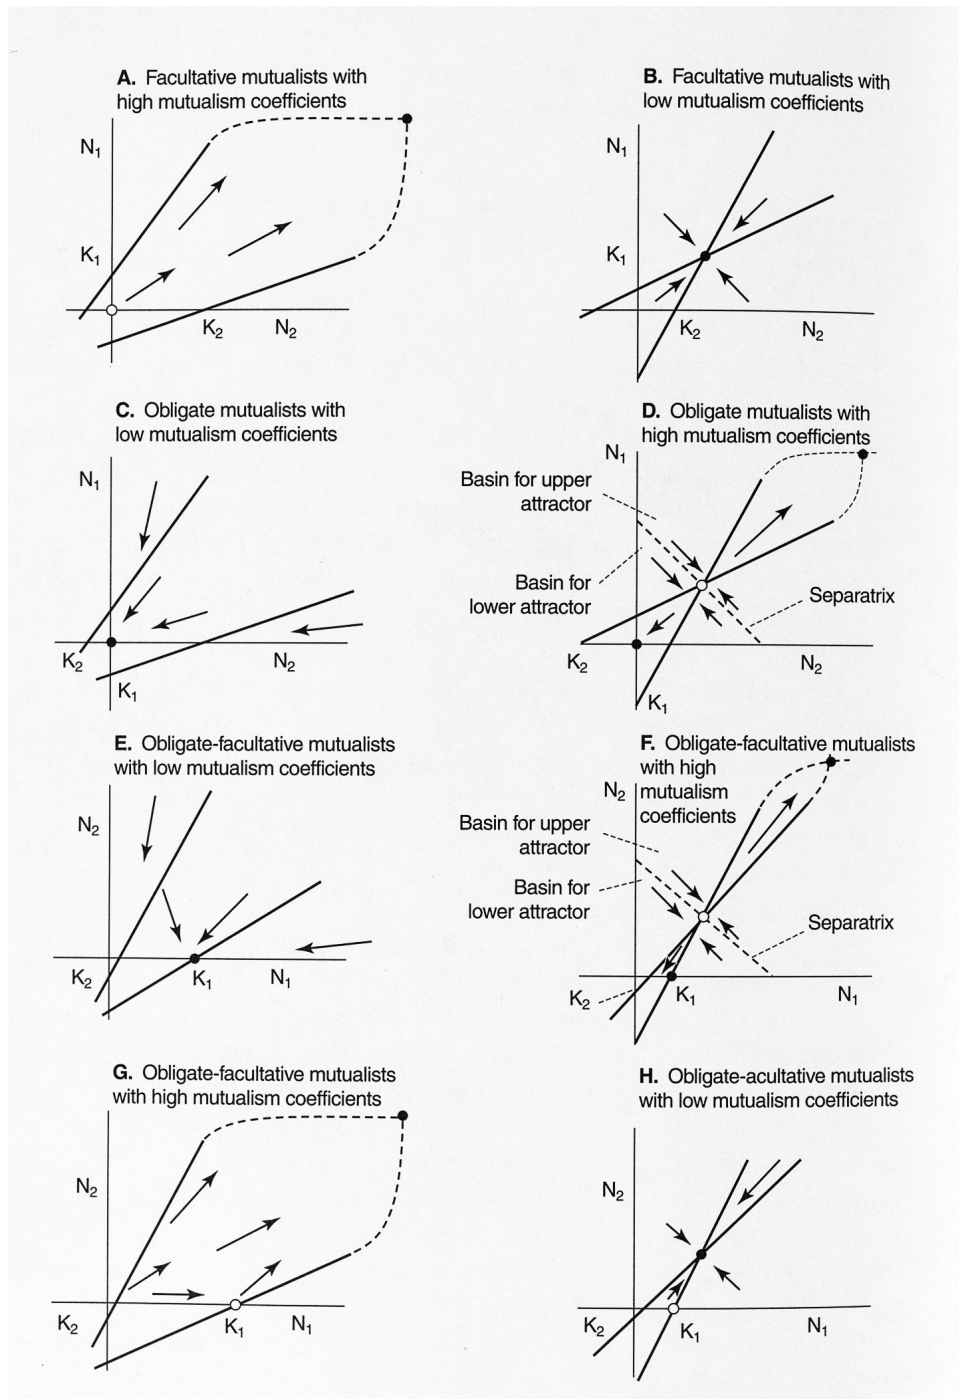 A. Facultative mutualists with
high mutualism coefficients
N1
K1
K2
N2
B. Facultative mutualists with
low mutualism coefficients
N1
K1
K2
N2
C. Obligate mutualists with
low mutualism coefficients
N1
K2
N2
K1
D. Obligate mutualists with
high mutualism coefficients
N1
Basin for upper
attractor
Basin for
lower attractor
Separatrix
K2
N2
K1
E. Obligate-facultative mutualists
with low mutualism coefficients
N2
K2
K1
N1
F. Obligate-facultative mutualists
with high
mutualism
coefficients
N2
Basin for upper
attractor
Basin for
lower attractor
Separatrix
K2
K1
N1
G. Obligate-facultative mutualists
with high mutualism coefficients
N2
K2
K1
N1
H. Obligate-acultative mutualists
with low mutualism coefficients
N2
K2
K1
N1